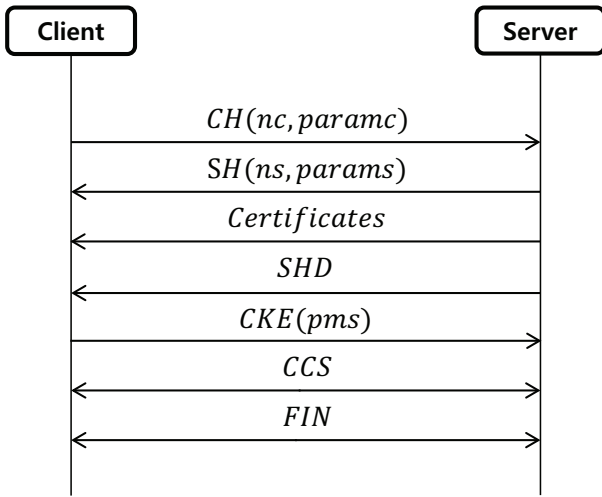 Client Server
CH(nc, paramc)
SH(ns, params)
Certificates
SHD
CKE(pms)
CCS
FIN